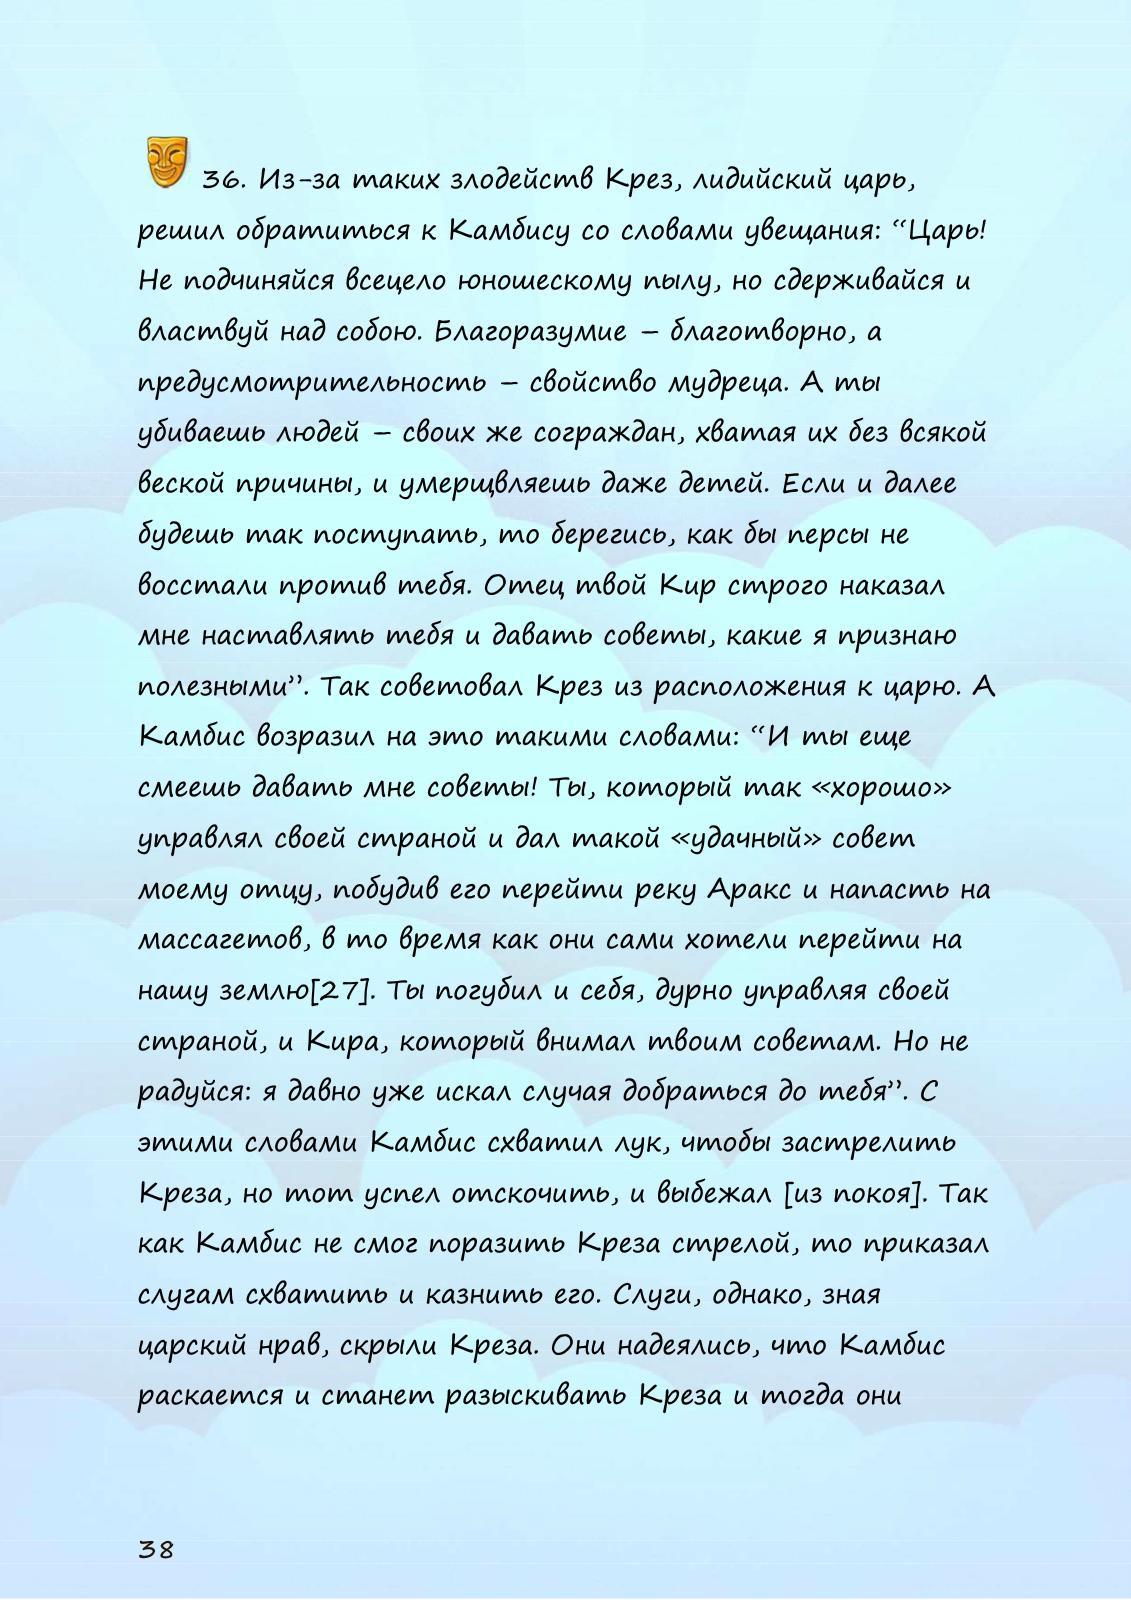 36. Из-за таких злодейств Крез, лидийский царь,
решил обратиться к Камбису со словами увещания: “Царь!
Не подчиняйся всецело юношескому пылу, но сдерживайся и
властвуй над собою. Благоразумие – благотворно, а
предусмотрительность – свойство мудреца. А ты
убиваешь людей – своих же сограждан, хватая их без всякой
веской причины, и умерщвляешь даже детей. Если и далее
будешь так поступать, то берегись, как бы персы не
восстали против тебя. Отец твой Кир строго наказал
мне наставлять тебя и давать советы, какие я признаю
полезными”. Так советовал Крез из расположения к царю. А
Камбис возразил на это такими словами: “И ты еще
смеешь давать мне советы! Ты, который так «хорошо»
управлял своей страной и дал такой «удачный» совет
моему отцу, побудив его перейти реку Аракс и напасть на
массагетов, в то время как они сами хотели перейти на
нашу землю[27]. Ты погубил и себя, дурно управляя своей
страной, и Кира, который внимал твоим советам. Но не
радуйся: я давно уже искал случая добраться до тебя”. С
этими словами Камбис схватил лук, чтобы застрелить
Креза, но тот успел отскочить, и выбежал [из покоя]. Так
как Камбис не смог поразить Креза стрелой, то приказал
слугам схватить и казнить его. Слуги, однако, зная
царский нрав, скрыли Креза. Они надеялись, что Камбис
раскается и станет разыскивать Креза и тогда они
38